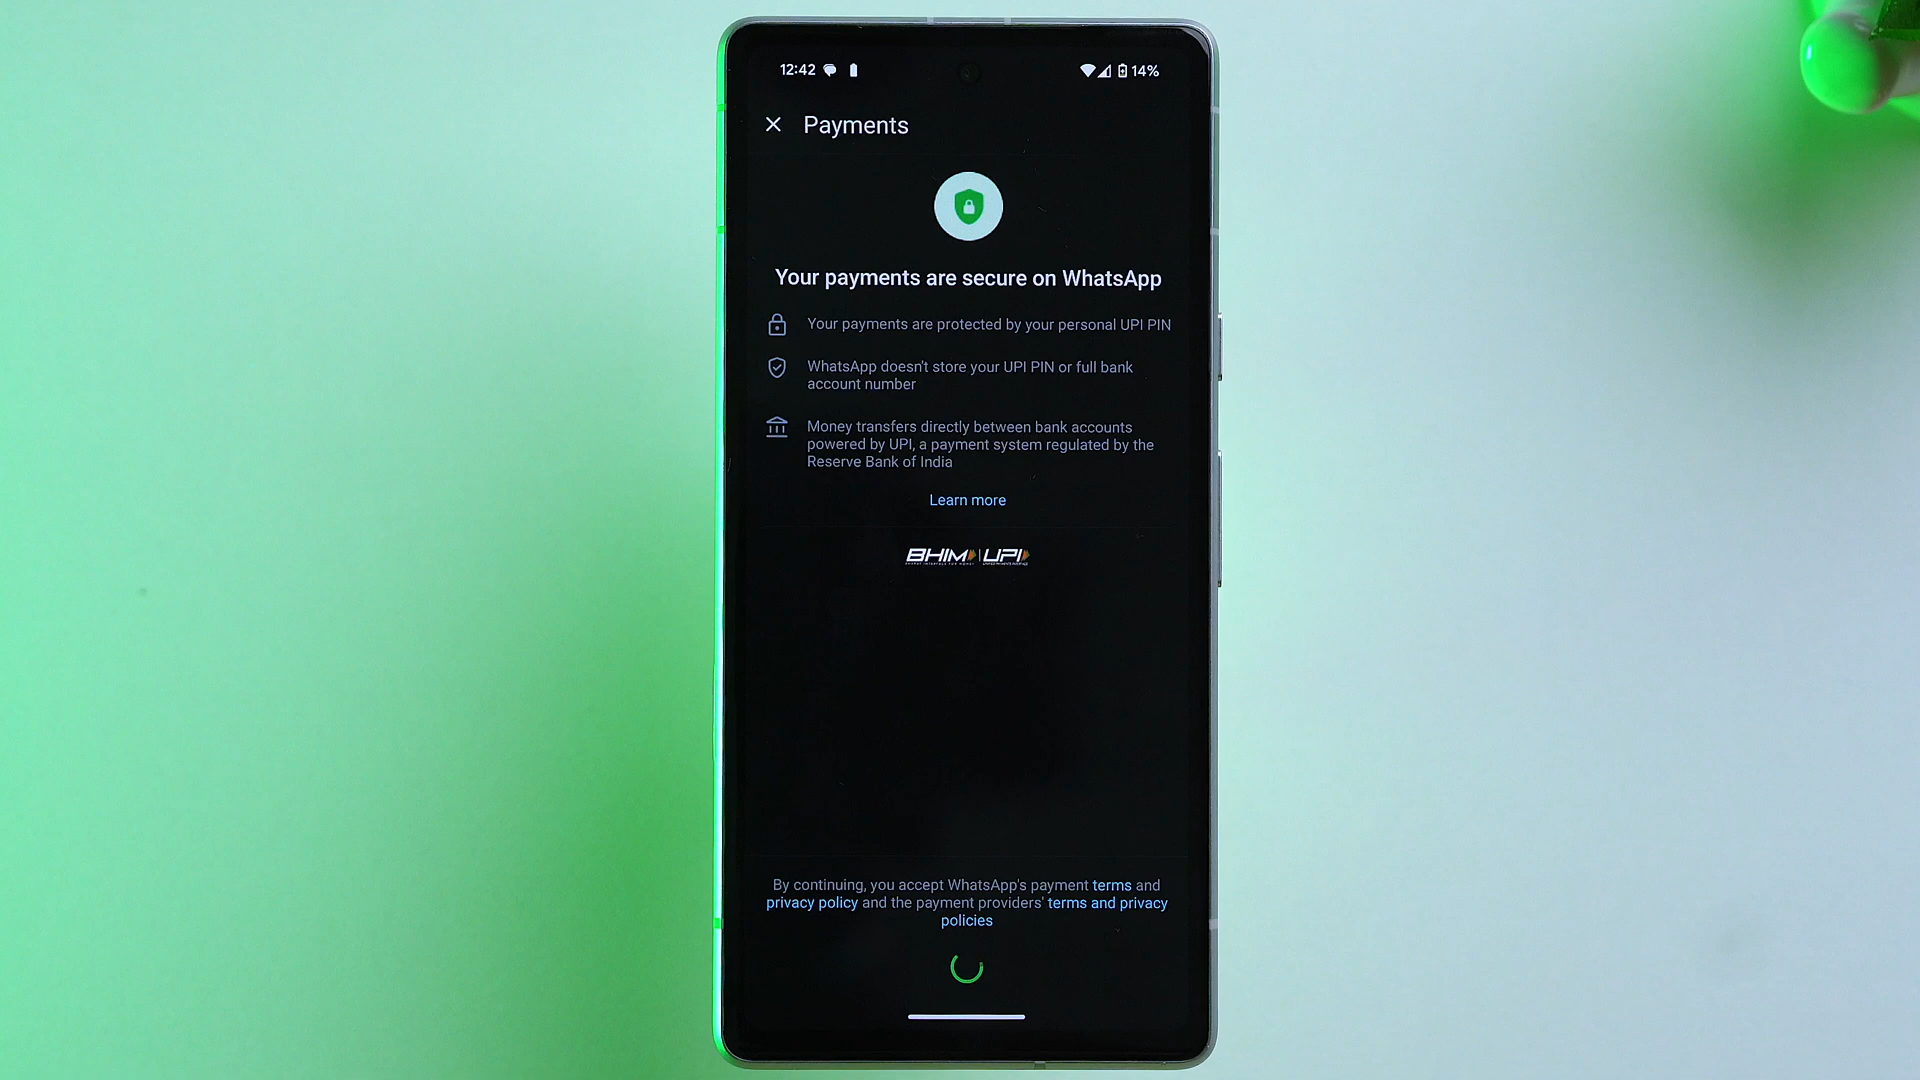 12:42 14%
Payments
Your payments are secure on WhatsApp
Your payments are protected by your personal UPI PIN
WhatsApp doesn't store your UPI PIN or full bank
account number
Money transfers directly between bank accounts
powered by UPI, a payment system regulated by the
Reserve Bank of India
Learn more
BHIM UPI
By continuing, you accept WhatsApp's payment terms and
privacy policy and the payment providers' terms and privacy
policies